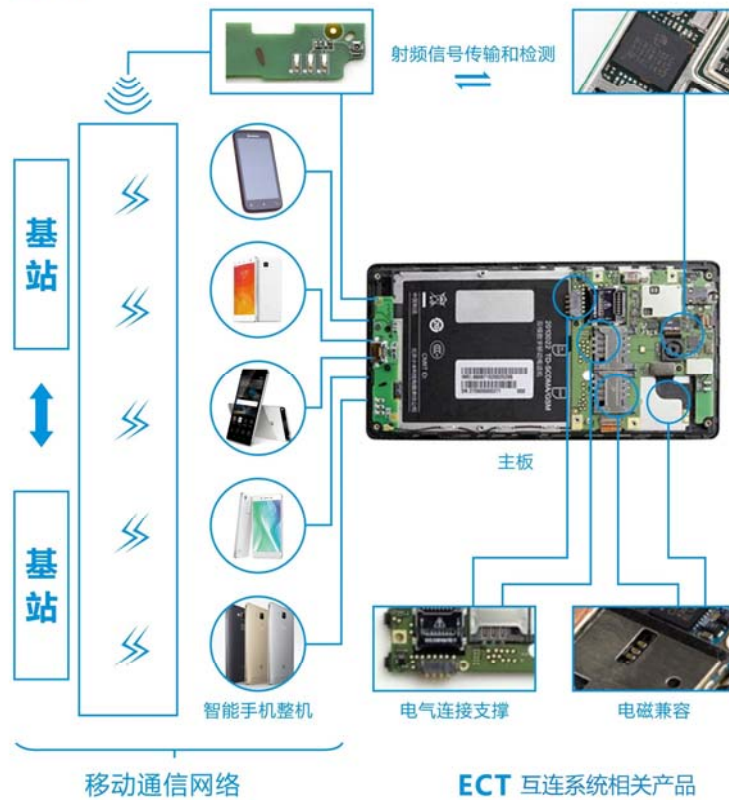 射频信号传输和检测
基站
基站
主板
智能手机整机
电气连接支撑
电磁兼容
移动通信网络
ECT 互连系统相关产品